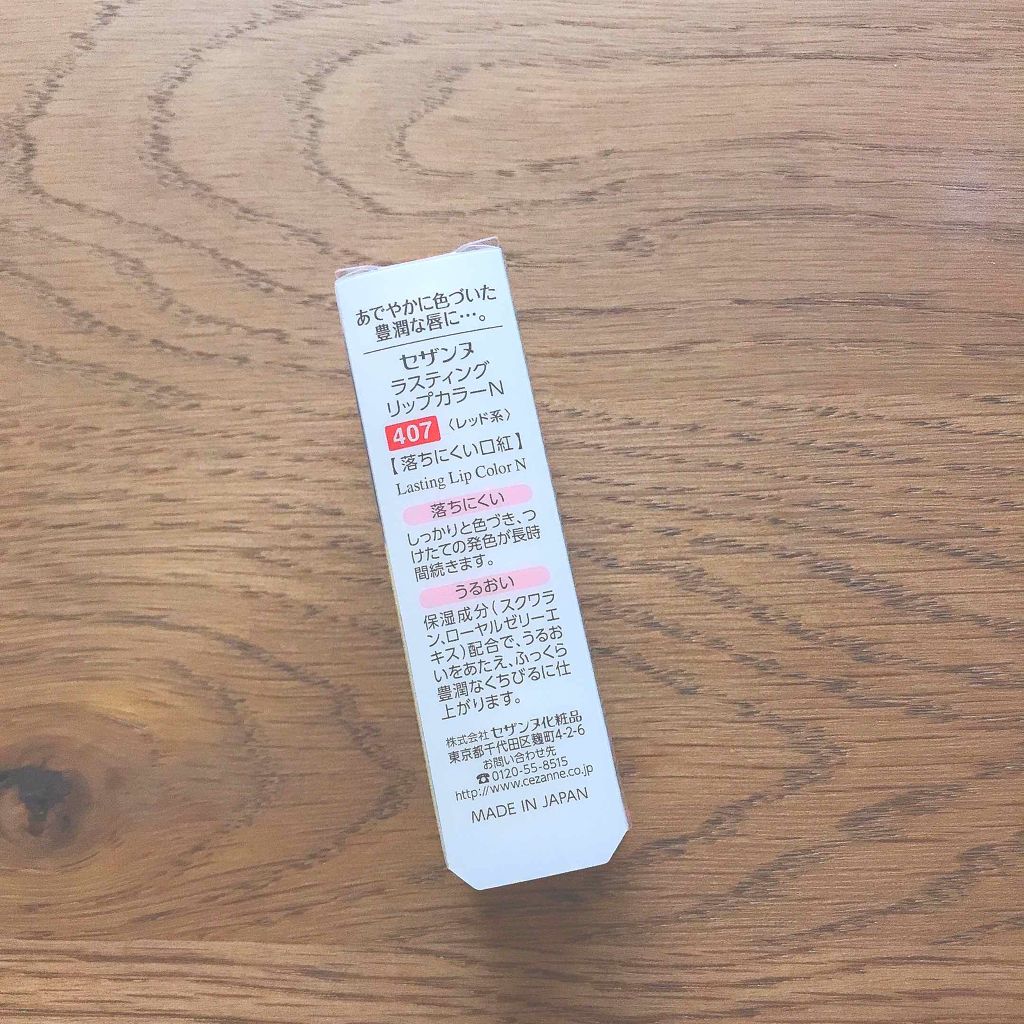 あでやかに色づいた
豊潤な唇に…。
セザンヌ
ラスティング
リップカラーN
407 〈レッド系〉
【落ちにくい口紅】
Lasting Lip Color N
落ちにくい
しっかりと色づき、つ
けたての発色が長時
間続きます。
うるおい
保湿成分(スクワラ
ン、ローヤルゼリーエ
キス)配合で、うるお
いをあたえ、ふっくら
豊潤なくちびるに仕
上がります。
株式会社 セザンヌ化粧品
東京都千代田区麹町4-2-6
お問い合わせ先
☎0120-55-8515
http://www.cezanne.co.jp
MADE IN JAPAN